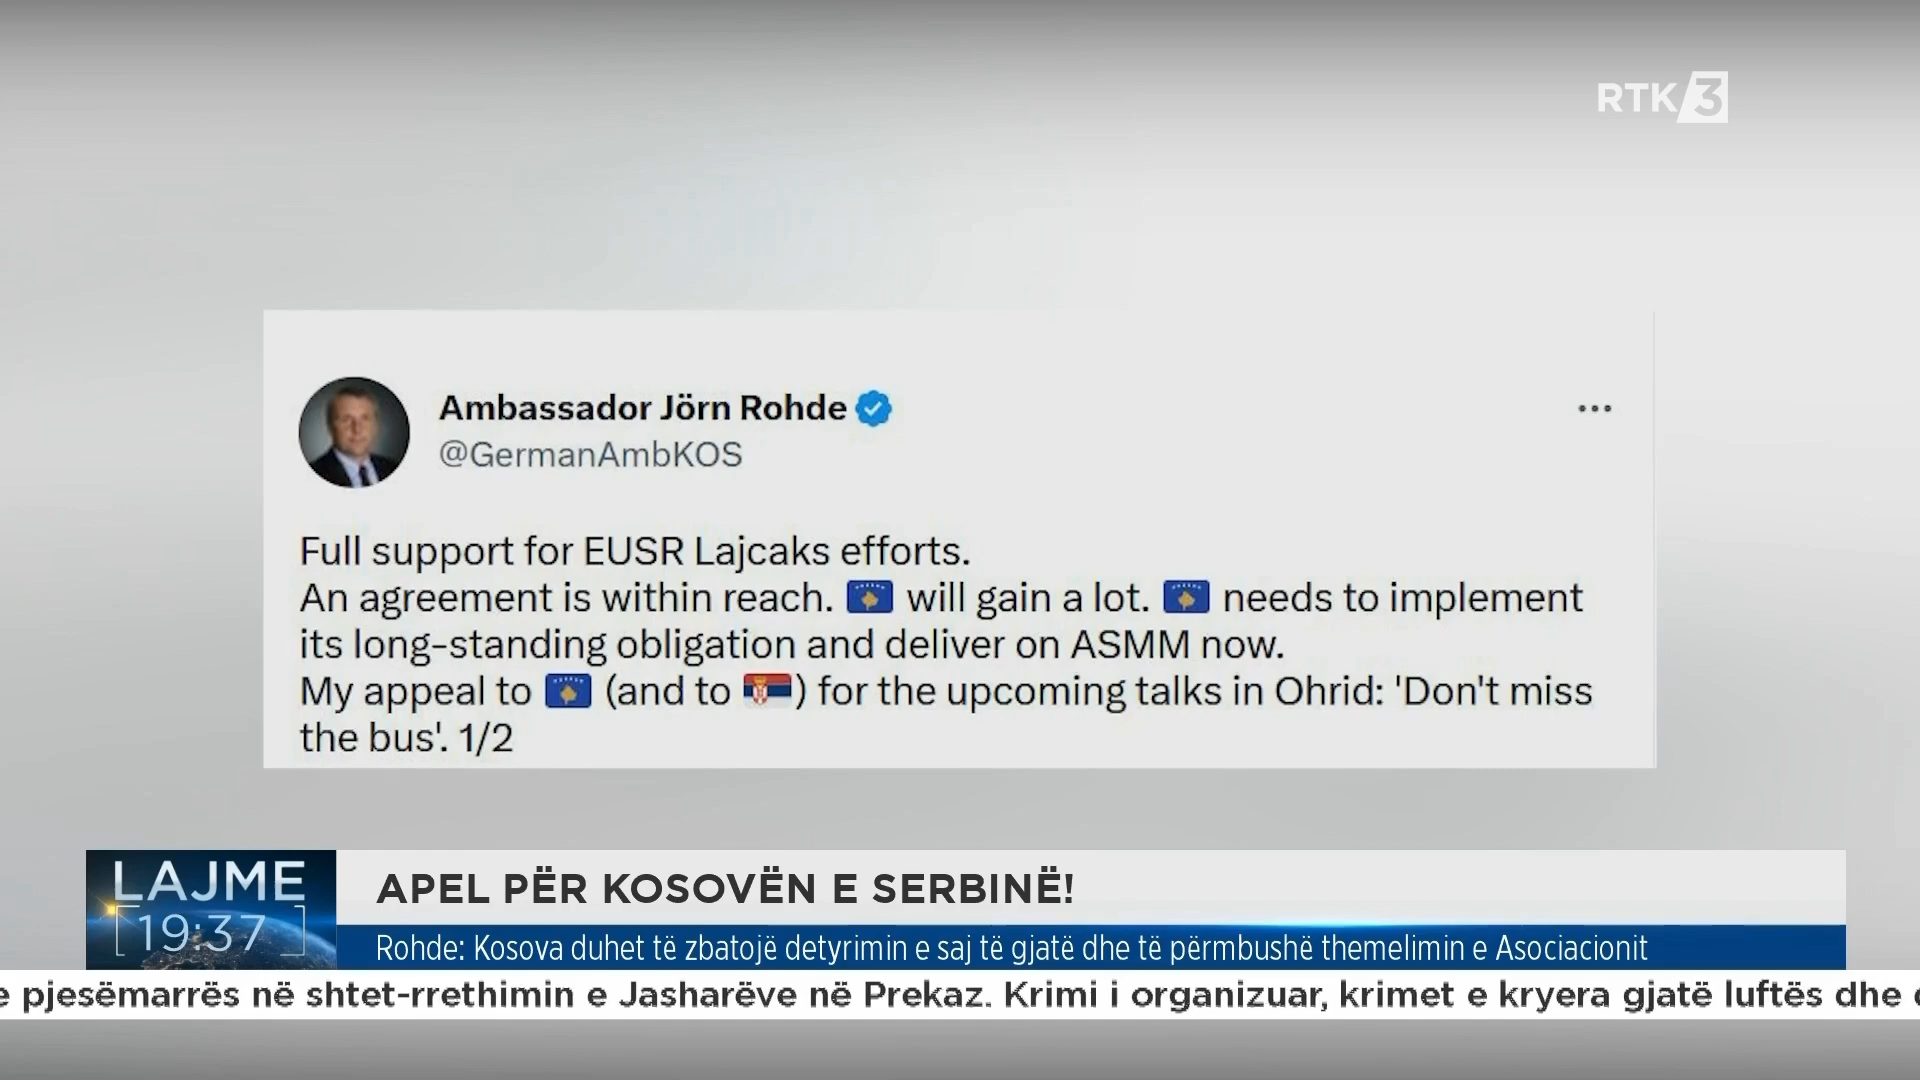 RTK 3
Ambassador Jörn Rohde
@GermanAmbKOS
Full support for EUSR Lajcaks efforts.
An agreement is within reach. 🇽🇰 will gain a lot. 🇽🇰 needs to implement
its long-standing obligation and deliver on ASMM now.
My appeal to 🇽🇰 (and to 🇷🇸) for the upcoming talks in Ohrid: 'Don't miss
the bus'. 1/2
LAJME
19:37
APEL PËR KOSOVËN E SERBINË!
Rohde: Kosova duhet të zbatojë detyrimin e saj të gjatë dhe të përmbushë themelimin e Asociacionit
e pjesëmarrës në shtet-rrethimin e Jasharëve në Prekaz. Krimi i organizuar, krimet e kryera gjatë luftës dhe